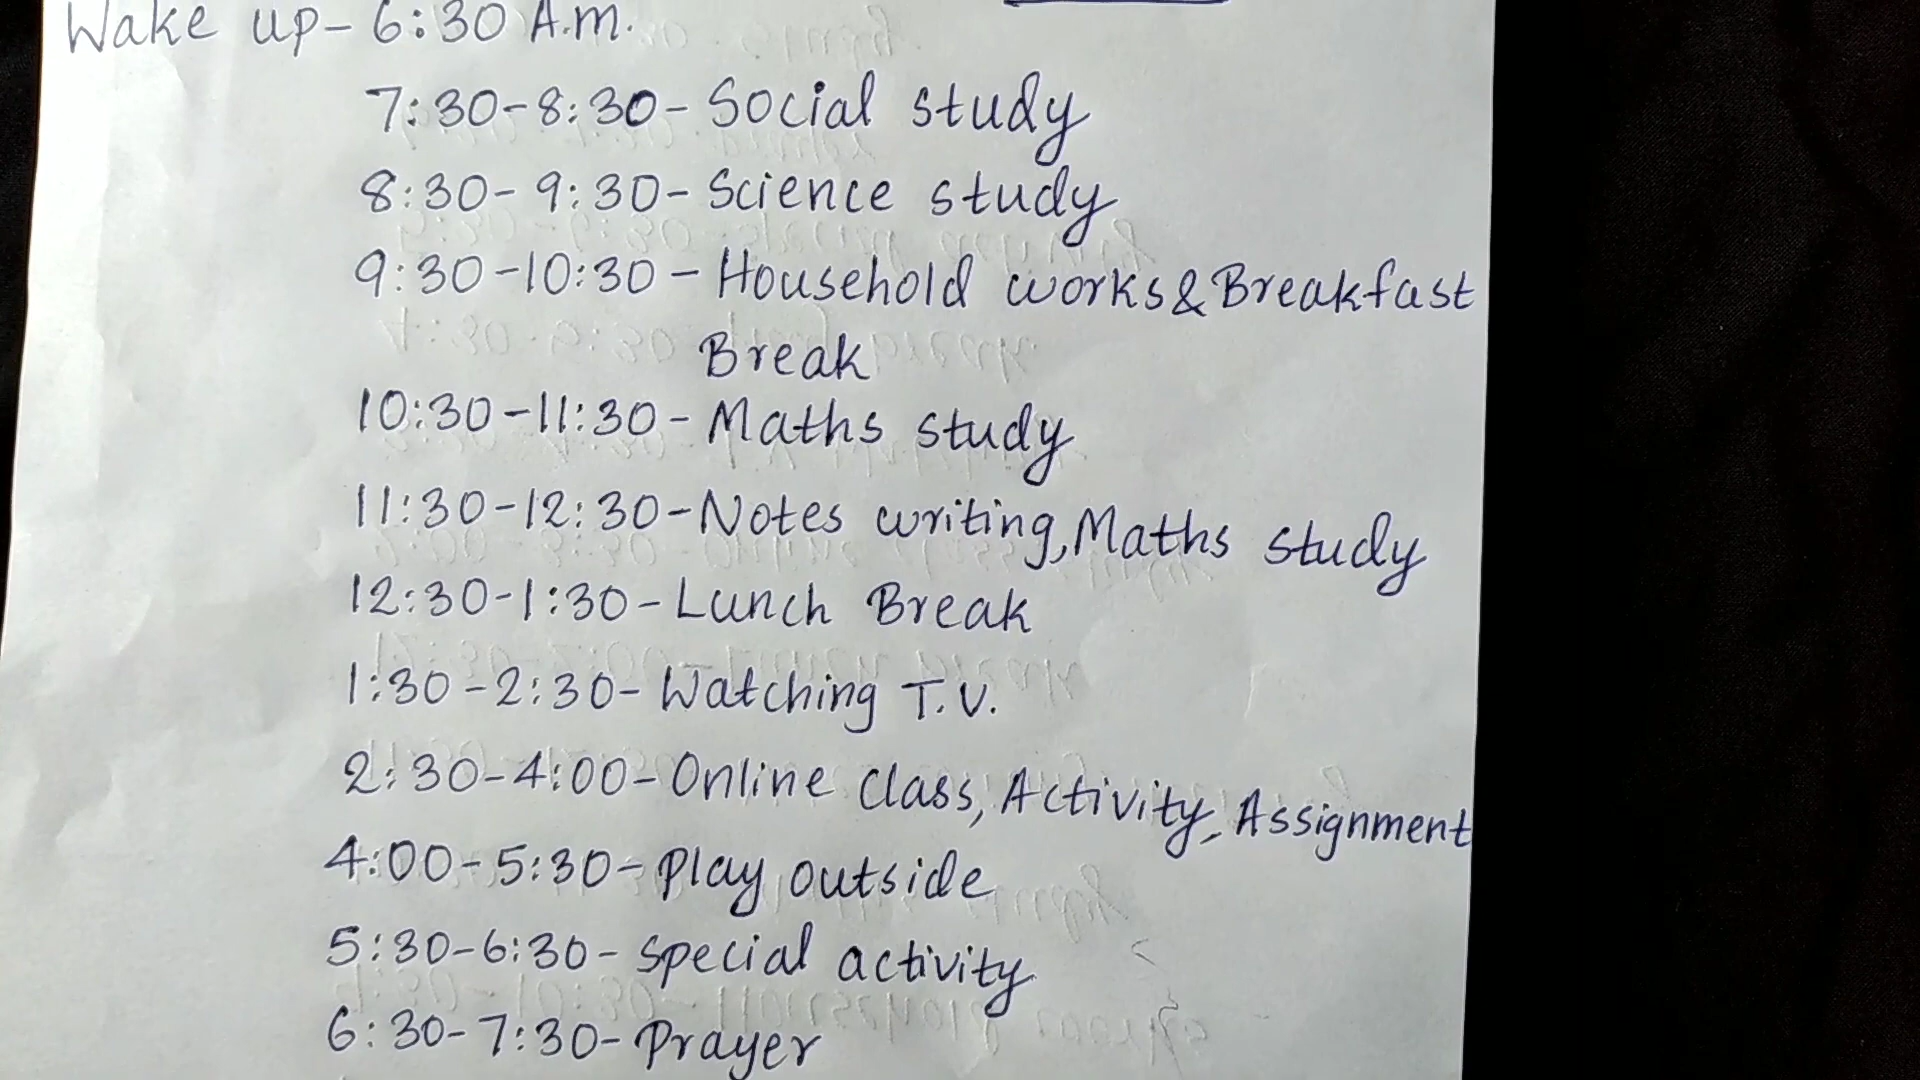 Wake up- 6:30 A.m.
7:30-8:30- Social study
8:30-9:30- Science study
9:30-10:30- Household works & Breakfast
Break
10:30-11:30- Maths study
11:30-12:30- Notes writing, Maths study
12:30-1:30- Lunch Break
1:30-2:30- Watching T.V.
2:30-4:00- Online class, Activity, Assignment
4:00-5:30- Play outside
5:30-6:30- special activity
6:30-7:30- Prayer